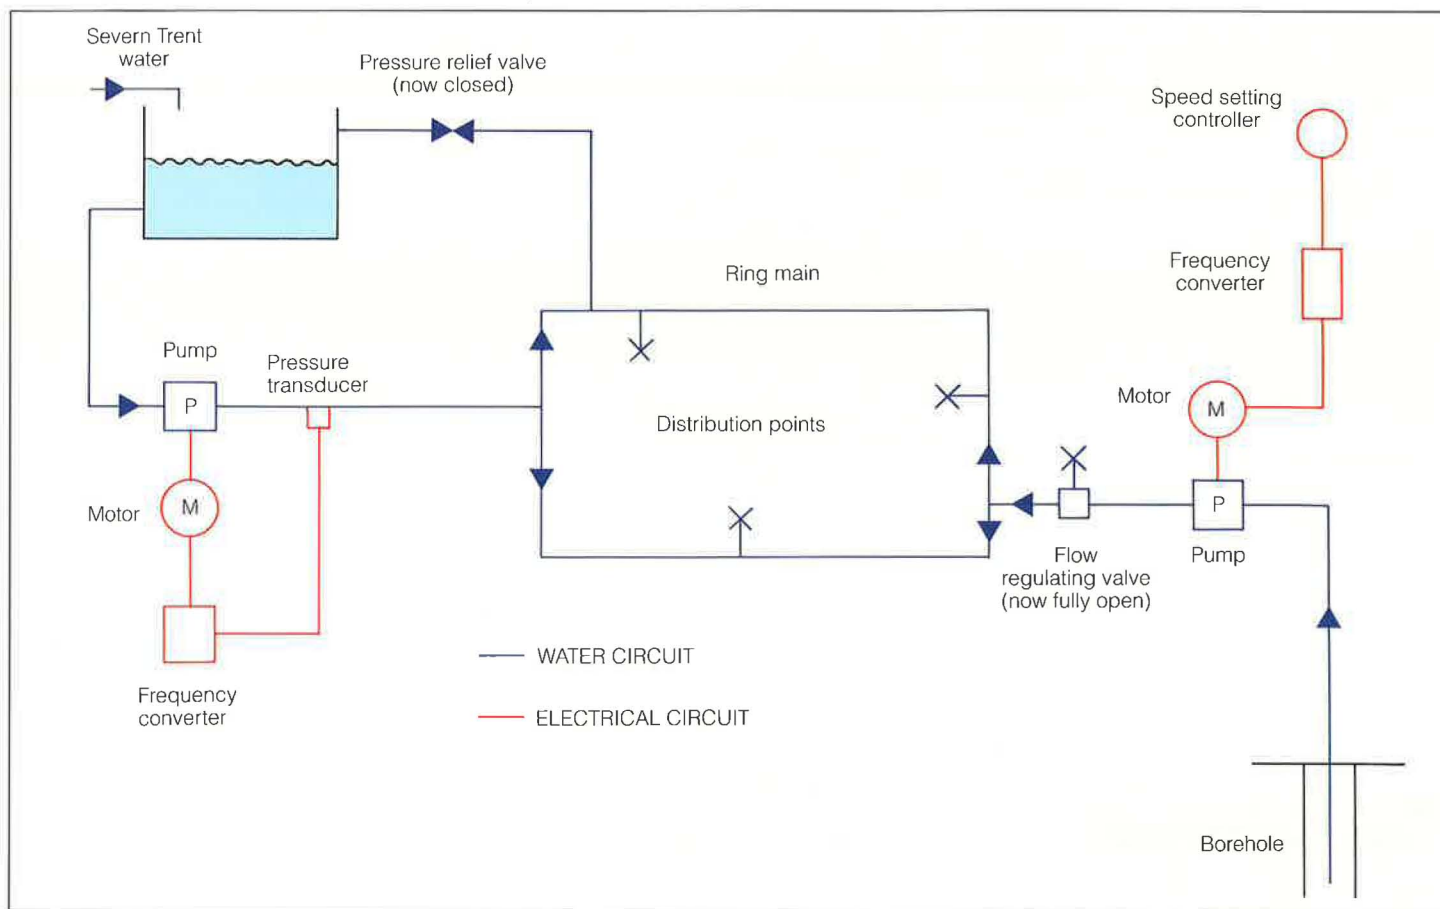 Severn Trent
water
Pressure relief valve
(now closed)
Speed setting
controller
Ring main
Frequency
converter
Pump
Pressure
transducer
Motor
M
P
Distribution points
Motor
M
P
Flow
regulating valve
(now fully open)
Pump
WATER CIRCUIT
Frequency
converter
ELECTRICAL CIRCUIT
Borehole